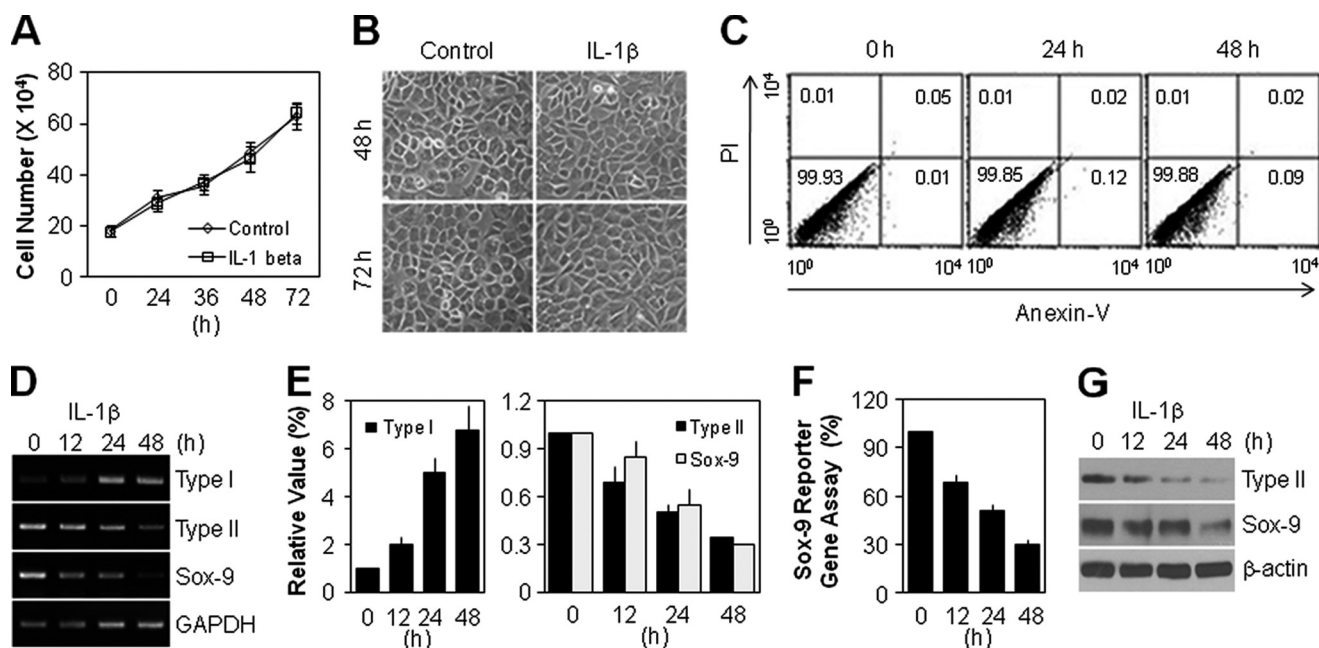 A
Cell Number (X 10⁴)
80
60
40
20
0
Control
IL-1 beta
0 24 36 48 72
(h)
B
Control IL-1β
48 h
72 h
C
0 h 24 h 48 h
PI
10⁴
10⁰
0.01 0.05 0.01 0.02 0.01 0.02
99.93 0.01 99.85 0.12 99.88 0.09
10⁰ 10⁴ 10⁰ 10⁴ 10⁰ 10⁴
Anexin-V
D
IL-1β
0 12 24 48 (h)
Type I
Type II
Sox-9
GAPDH
E
Relative Value (%)
8
6
4
2
0
Type I
0 12 24 48
(h)
1.2
0.9
0.6
0.3
0
Type II
Sox-9
0 12 24 48
(h)
F
Sox-9 Reporter
Gene Assay (%)
120
90
60
30
0
0 12 24 48
(h)
G
IL-1β
0 12 24 48 (h)
Type II
Sox-9
β-actin